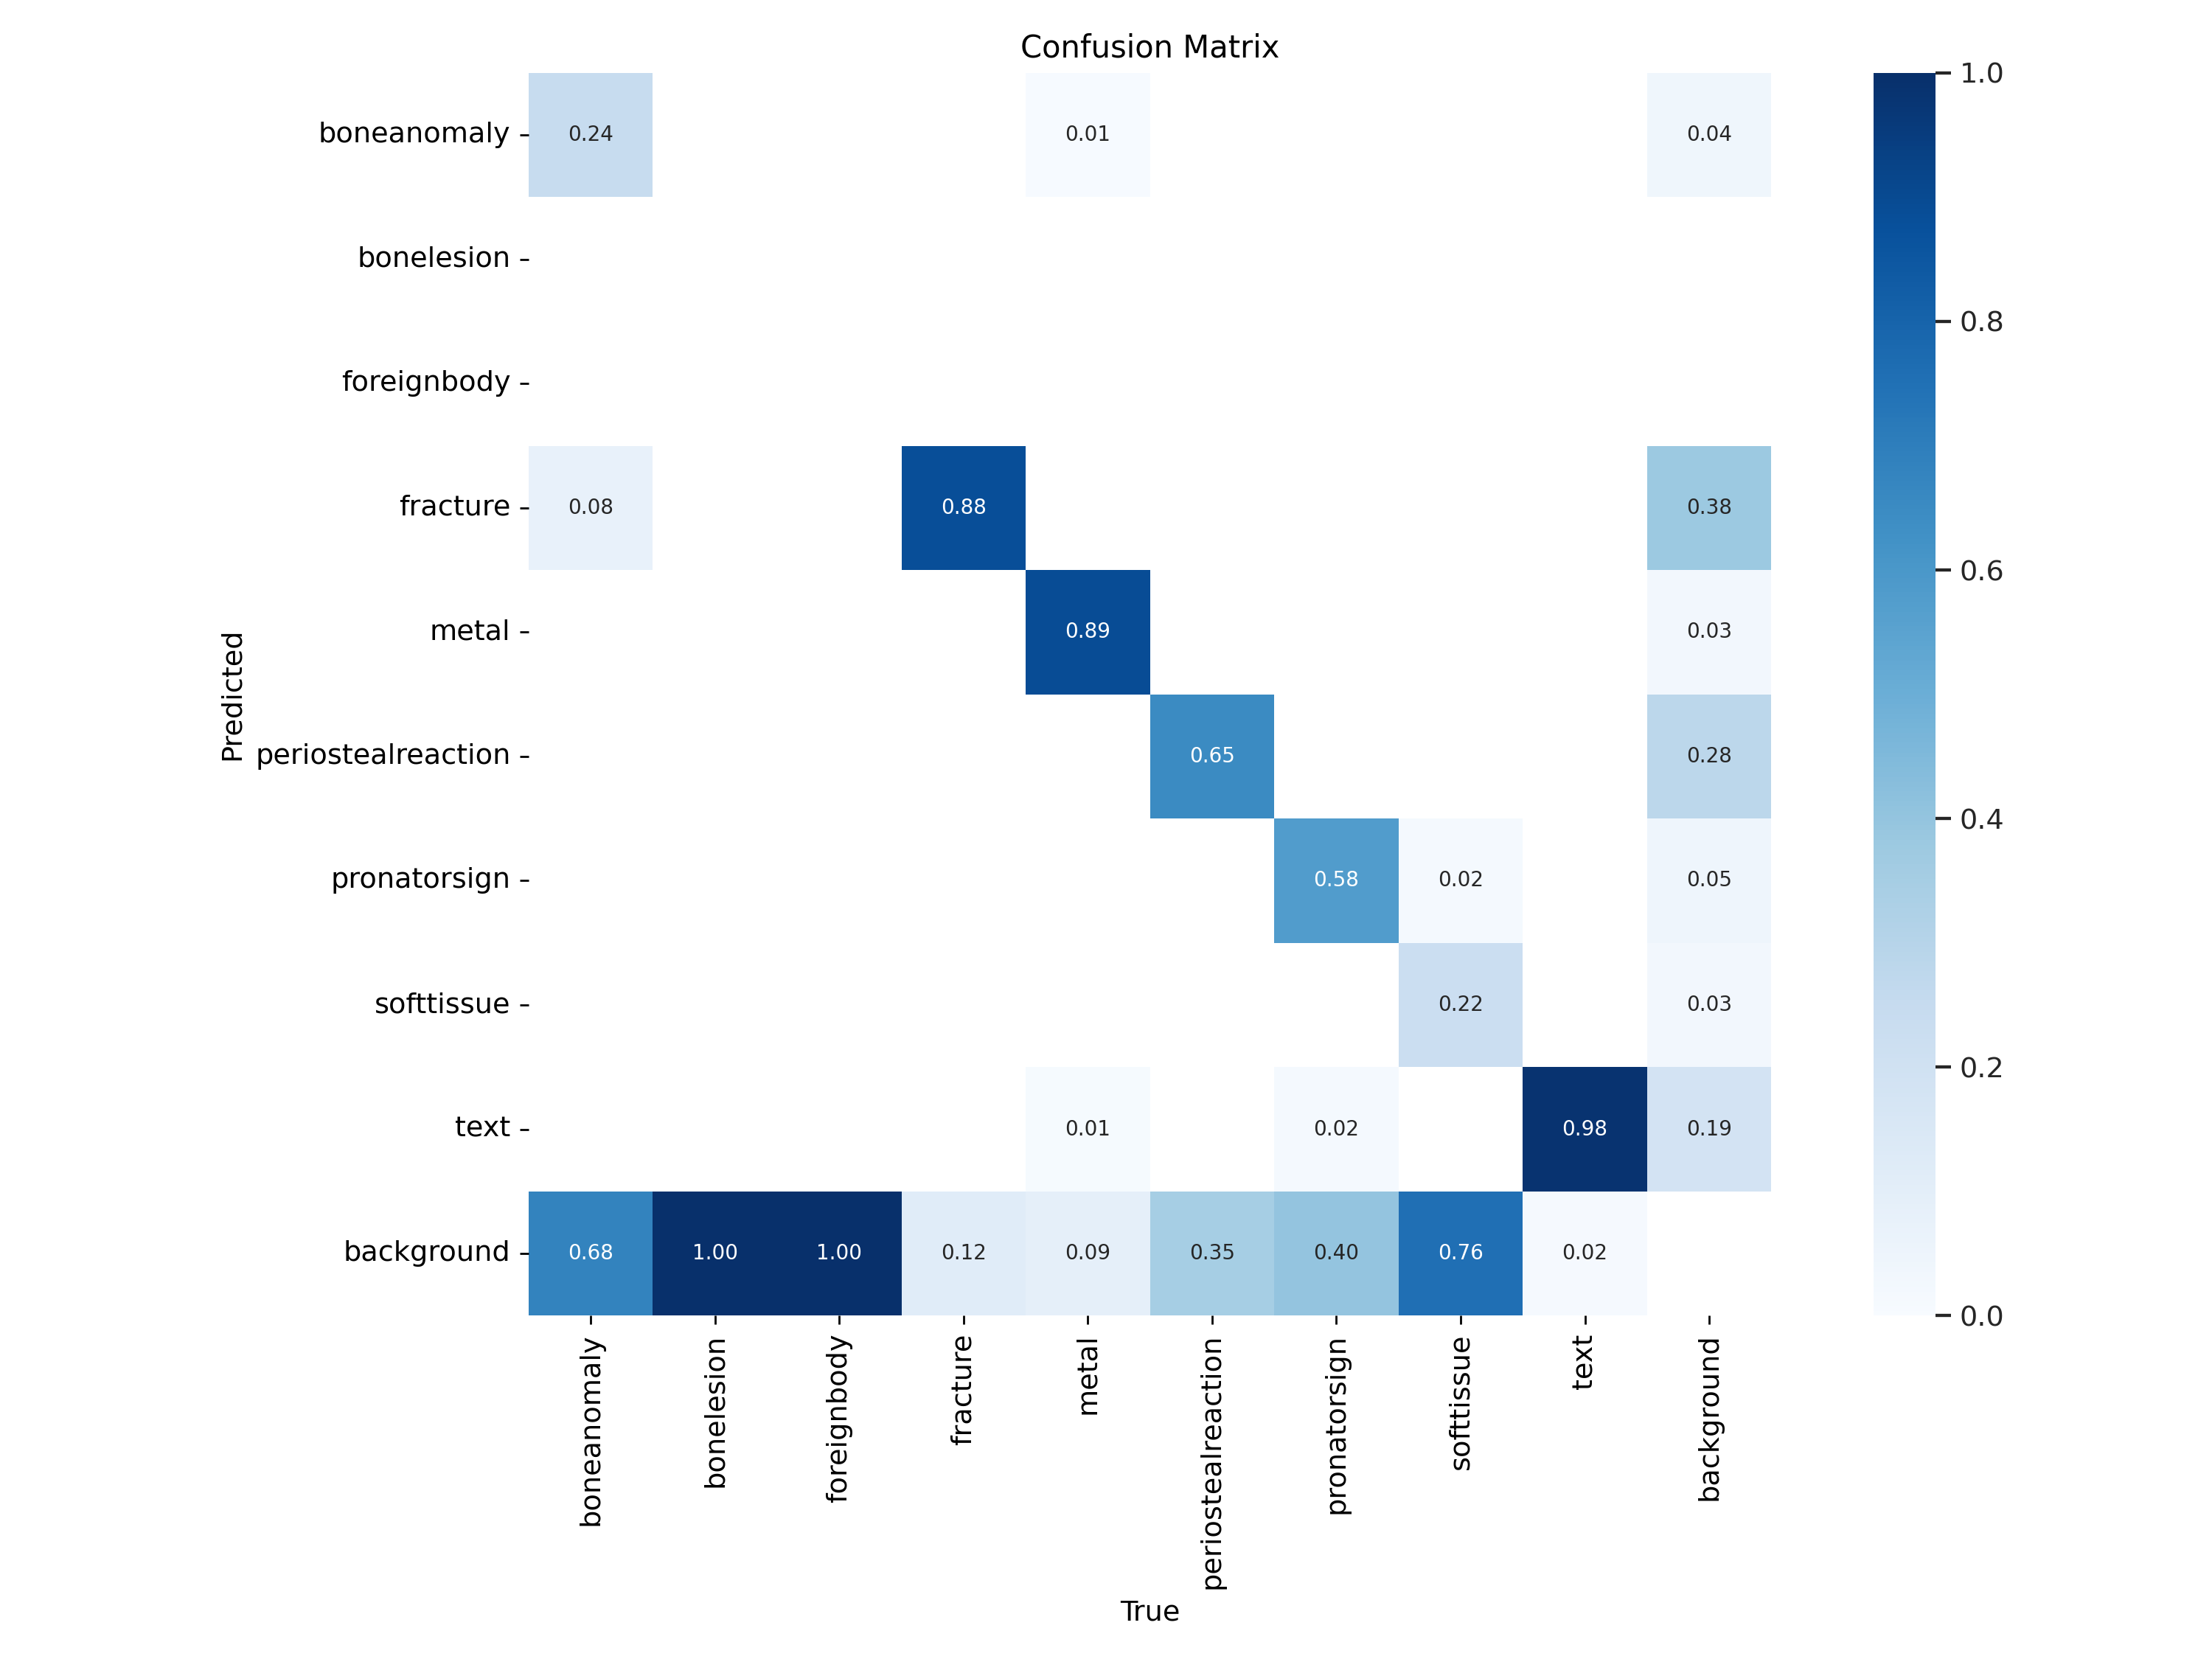 Confusion Matrix
boneanomaly 0.24 0.01 0.04
bonelesion
foreignbody
fracture 0.08 0.88 0.38
metal 0.89 0.03
periostealreaction 0.65 0.28
pronatorsign 0.58 0.02 0.05
softtissue 0.22 0.03
text 0.01 0.02 0.98 0.19
background 0.68 1.00 1.00 0.12 0.09 0.35 0.40 0.76 0.02
Predicted
boneanomaly
bonelesion
foreignbody
fracture
metal
periostealreaction
pronatorsign
softtissue
text
background
True
1.0
0.8
0.6
0.4
0.2
0.0